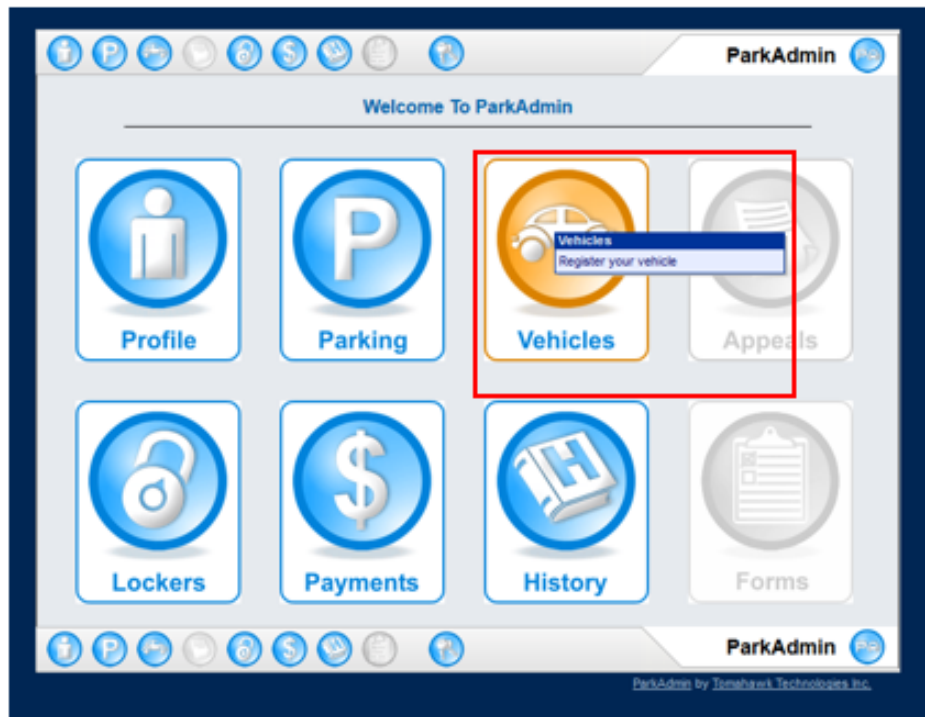 ParkAdmin
Welcome To ParkAdmin
Vehicles
Register your vehicle
Profile
Parking
Vehicles
Appeals
Lockers
Payments
History
Forms
ParkAdmin
ParkAdmin by Tomahawk Technologies Inc.